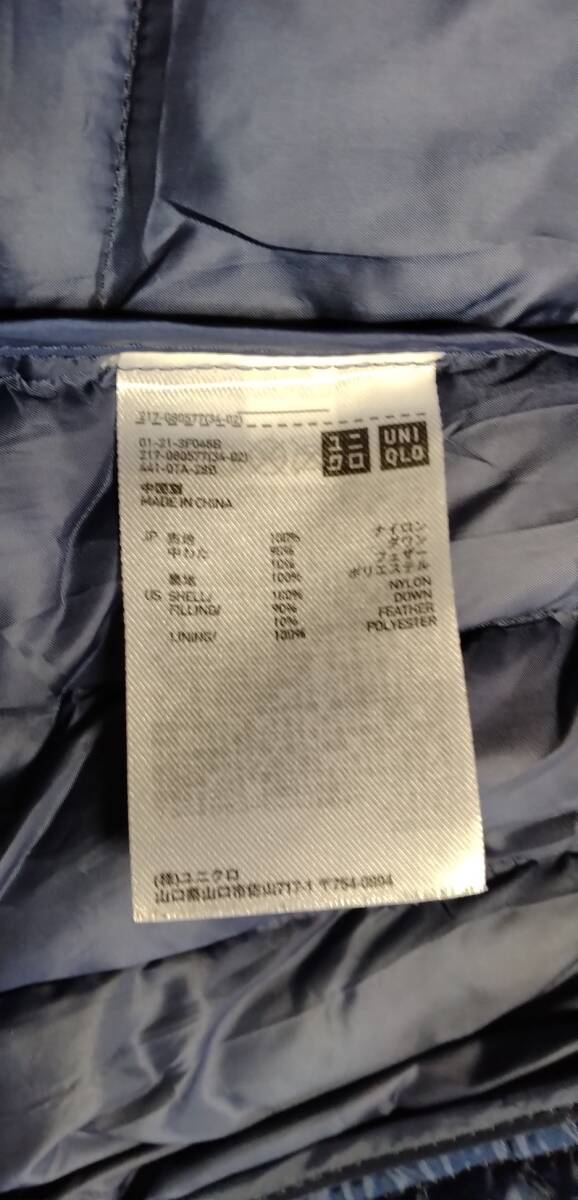 217-080577(34-02)
ユニ
クロ
UNI
QLO
01-21-3F046B
217-080577(34-02)
441-0TA-29B
中国製
MADE IN CHINA
JP 表地 100% ナイロン
中わた 90% ダウン
10% フェザー
裏地 100% ポリエステル
US SHELL/ 100% NYLON
FILLING/ 90% DOWN
10% FEATHER
LINING/ 100% POLYESTER
(株)ユニクロ
山口県山口市佐山717-1 〒754-0894